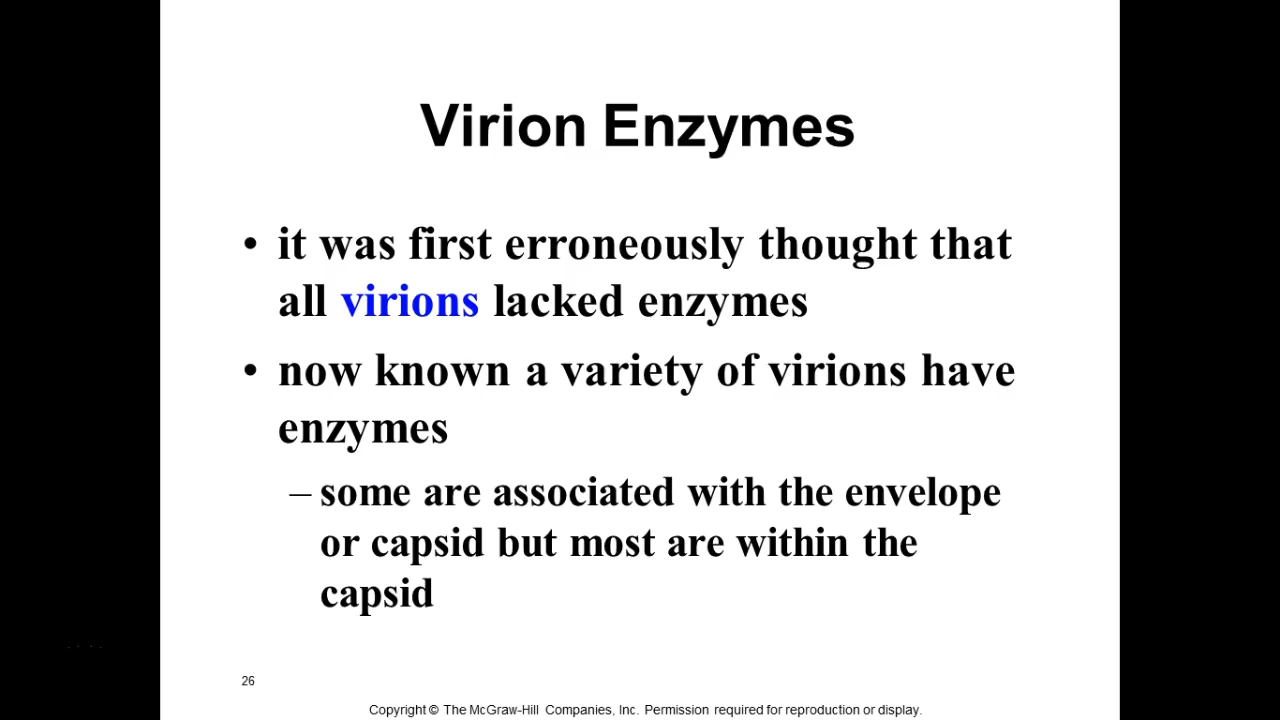 Virion Enzymes
• it was first erroneously thought that
all virions lacked enzymes
• now known a variety of virions have
enzymes
– some are associated with the envelope
or capsid but most are within the
capsid
26
Copyright © The McGraw-Hill Companies, Inc. Permission required for reproduction or display.